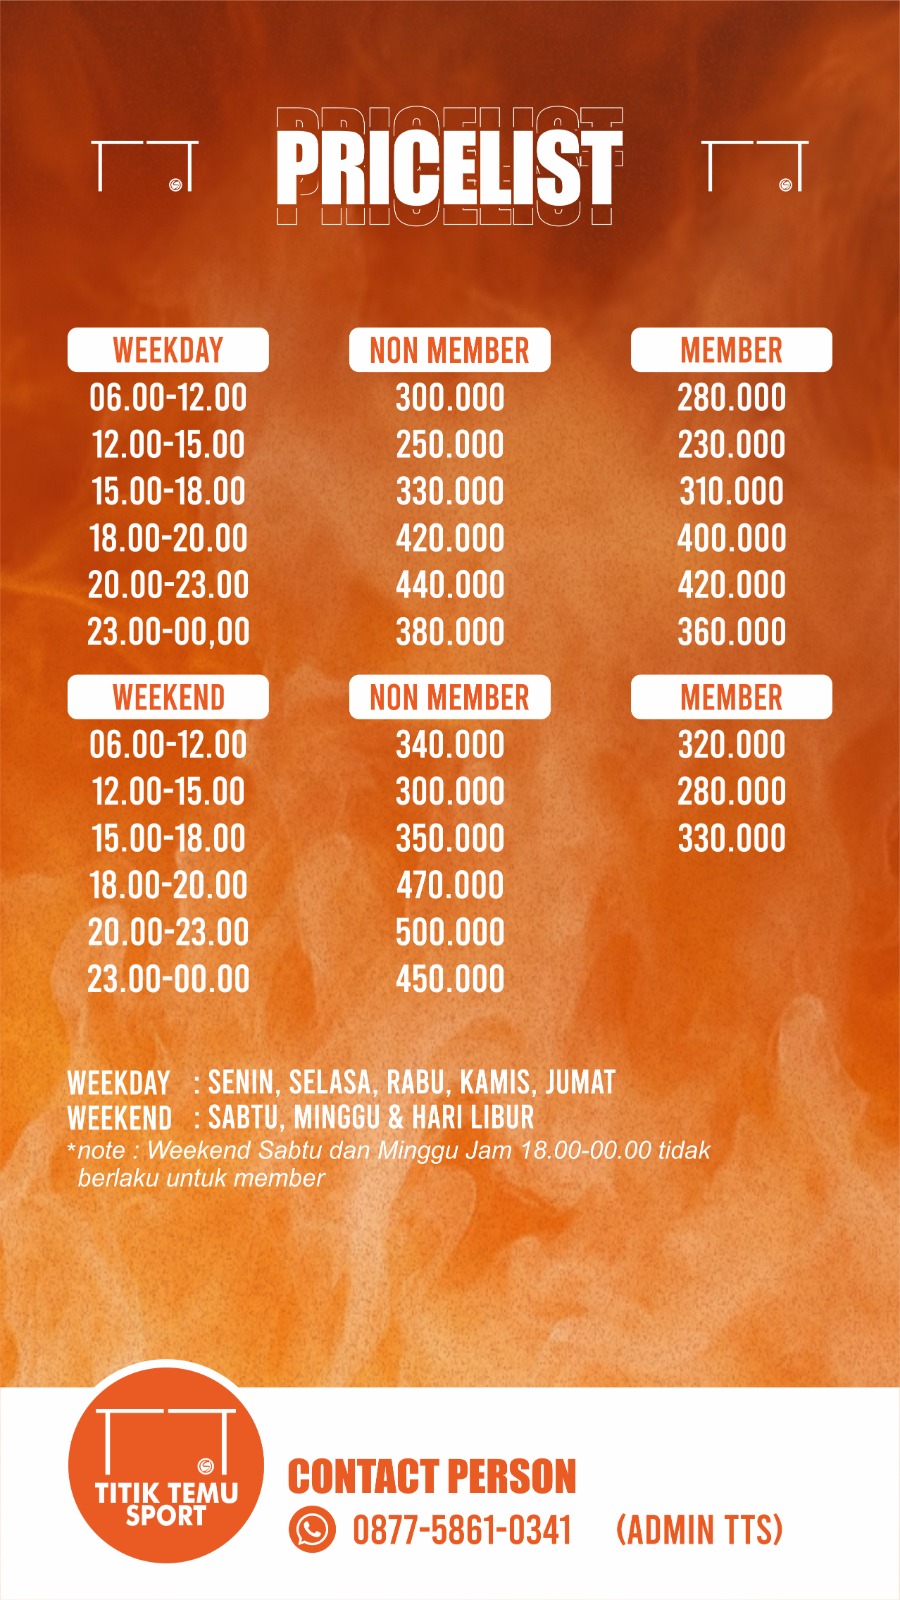 PRICELIST
WEEKDAY NON MEMBER MEMBER
06.00-12.00 300.000 280.000
12.00-15.00 250.000 230.000
15.00-18.00 330.000 310.000
18.00-20.00 420.000 400.000
20.00-23.00 440.000 420.000
23.00-00,00 380.000 360.000
WEEKEND NON MEMBER MEMBER
06.00-12.00 340.000 320.000
12.00-15.00 300.000 280.000
15.00-18.00 350.000 330.000
18.00-20.00 470.000
20.00-23.00 500.000
23.00-00.00 450.000
WEEKDAY : SENIN, SELASA, RABU, KAMIS, JUMAT
WEEKEND : SABTU, MINGGU & HARI LIBUR
*note : Weekend Sabtu dan Minggu Jam 18.00-00.00 tidak
berlaku untuk member
TITIK TEMU
SPORT
CONTACT PERSON
0877-5861-0341 (ADMIN TTS)